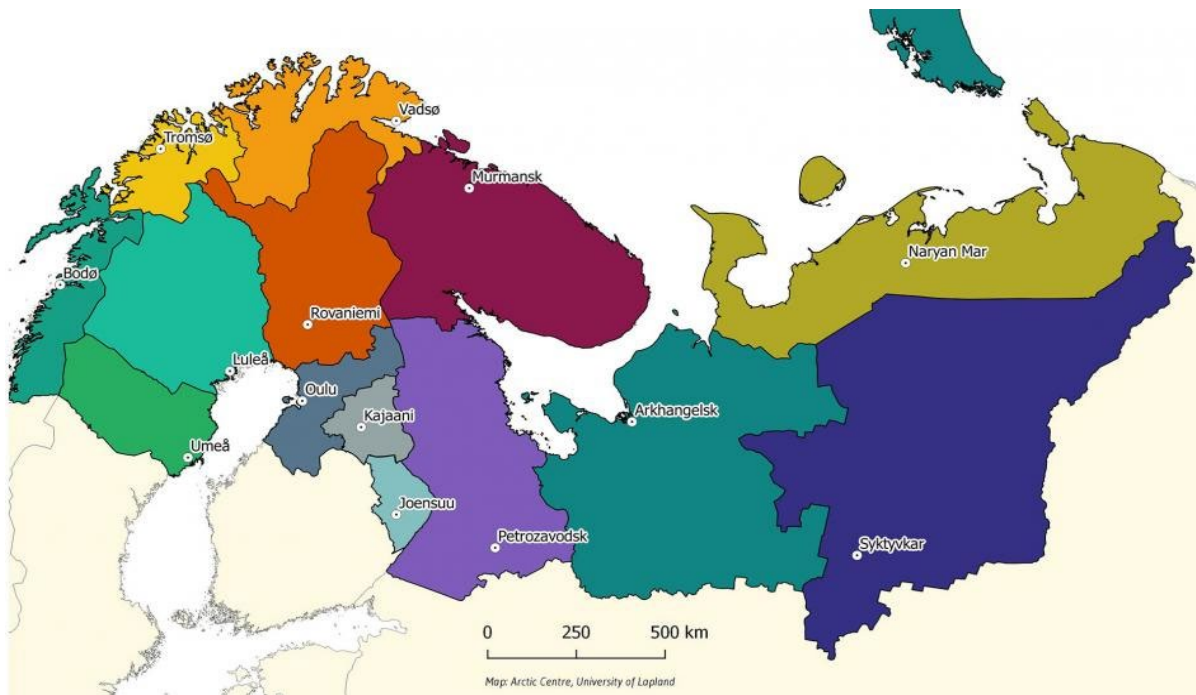 Vadsø
Tromsø
Murmansk
Naryan Mar
Bodø
Rovaniemi
Luleå
Oulu
Kajaani
Arkhangelsk
Umeå
Joensuu
Petrozavodsk
Syktyvkar
0 250 500 km
Map: Arctic Centre, University of Lapland